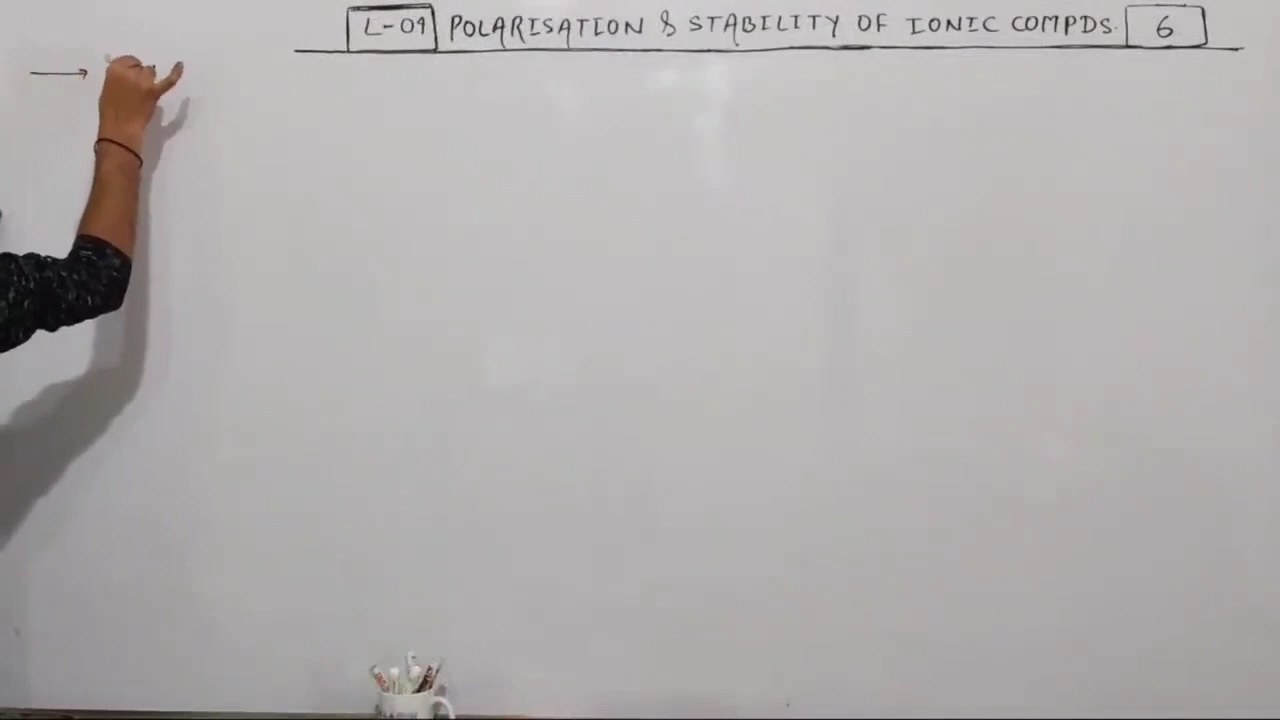 L-09 POLARISATION & STABILITY OF IONIC COMPDS. 6